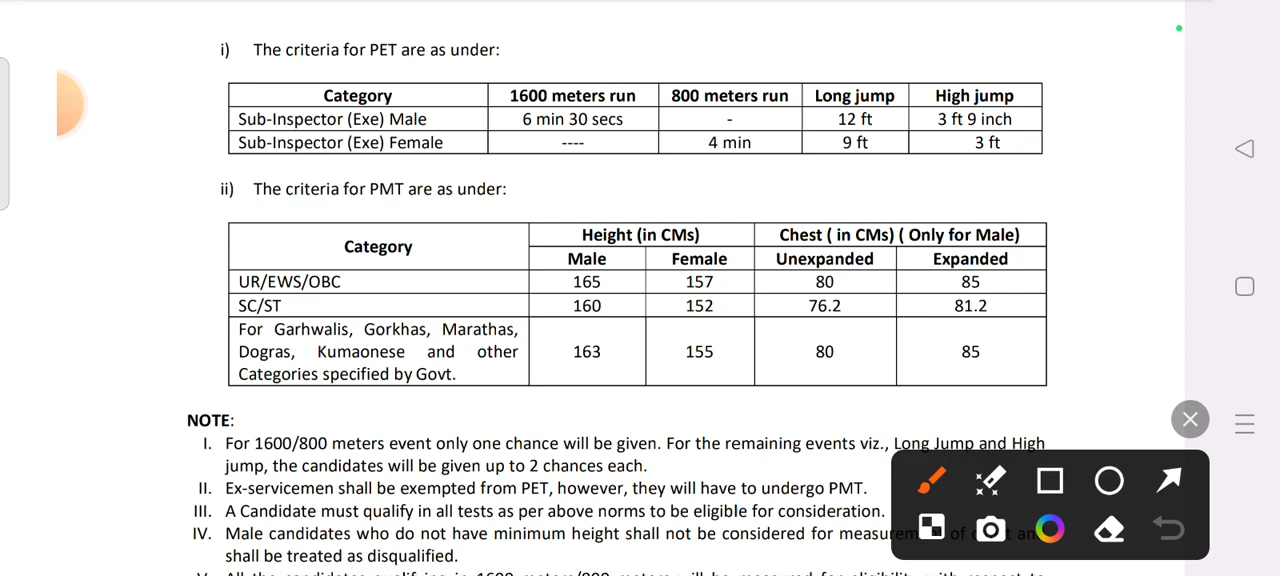 i) The criteria for PET are as under:
Category 1600 meters run 800 meters run Long jump High jump
Sub-Inspector (Exe) Male 6 min 30 secs - 12 ft 3 ft 9 inch
Sub-Inspector (Exe) Female ---- 4 min 9 ft 3 ft
ii) The criteria for PMT are as under:
Category Height (in CMs) Chest ( in CMs) ( Only for Male)
Male Female Unexpanded Expanded
UR/EWS/OBC 165 157 80 85
SC/ST 160 152 76.2 81.2
For Garhwalis, Gorkhas, Marathas,
Dogras, Kumaonese and other
Categories specified by Govt. 163 155 80 85
NOTE:
I. For 1600/800 meters event only one chance will be given. For the remaining events viz., Long Jump and High
jump, the candidates will be given up to 2 chances each.
II. Ex-servicemen shall be exempted from PET, however, they will have to undergo PMT.
III. A Candidate must qualify in all tests as per above norms to be eligible for consideration.
IV. Male candidates who do not have minimum height shall not be considered for of
shall be treated as disqualified.